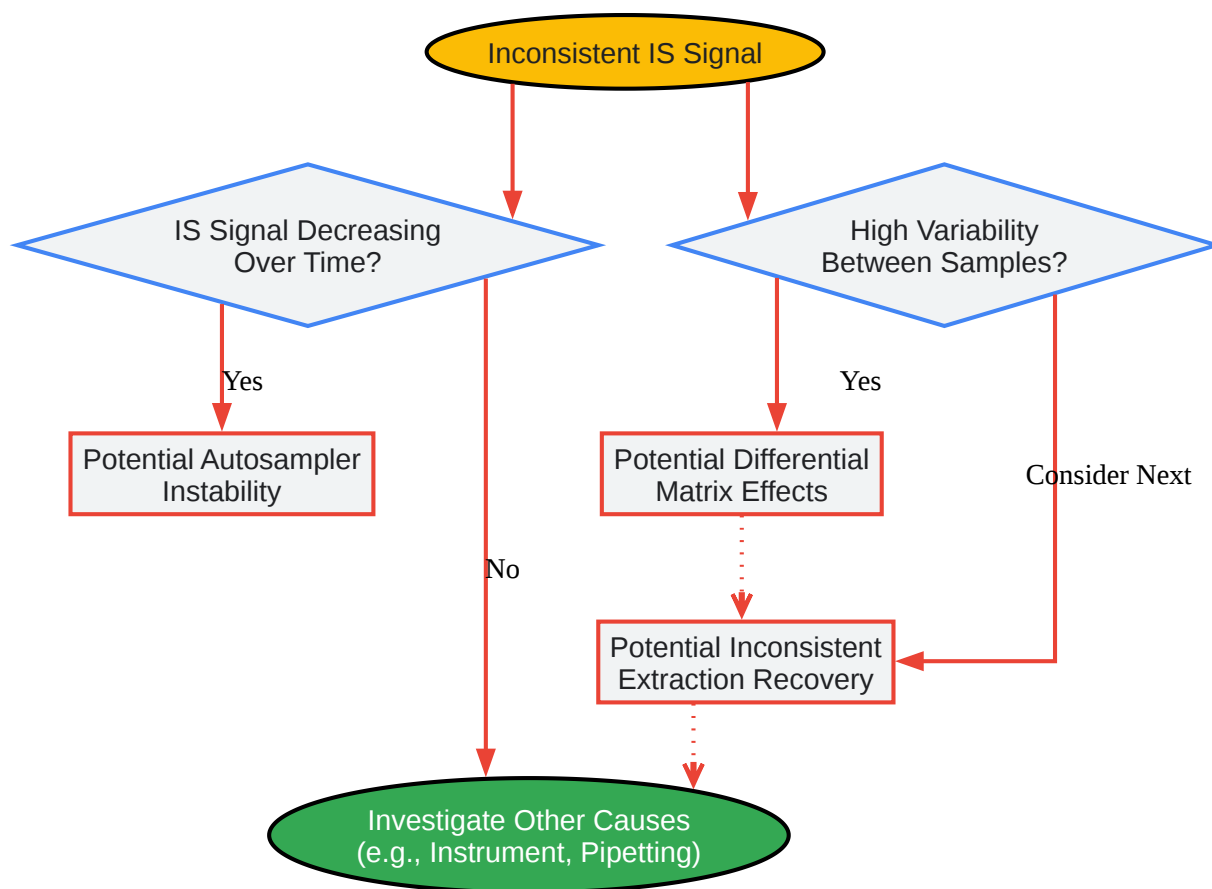 Inconsistent IS Signal
IS Signal Decreasing
Over Time?
High Variability
Between Samples?
Yes
Yes
Potential Autosampler
Instability
Potential Differential
Matrix Effects
Consider Next
No
Potential Inconsistent
Extraction Recovery
Investigate Other Causes
(e.g., Instrument, Pipetting)